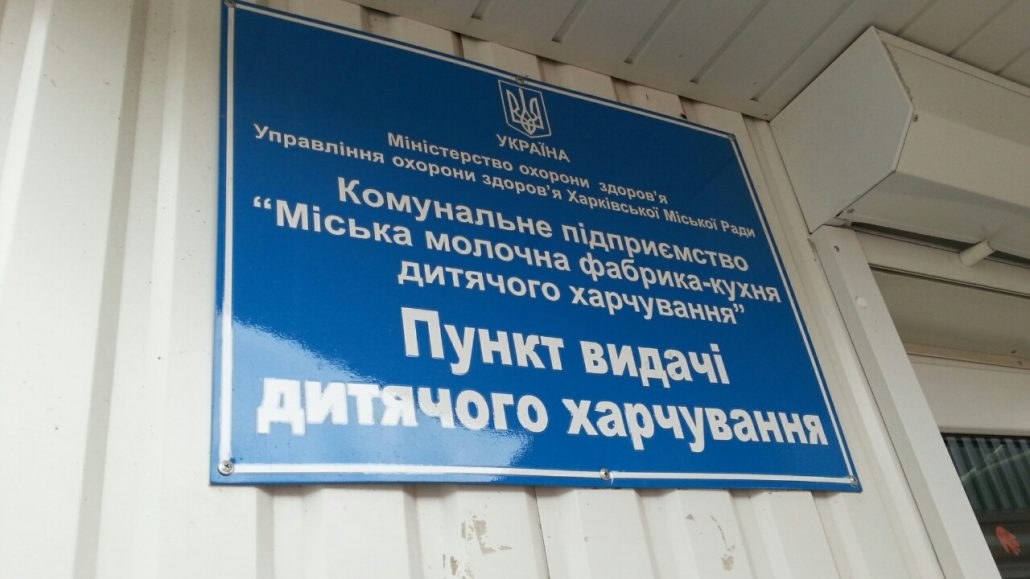 УКРАЇНА
Міністерство охорони здоров'я
Управління охорони здоров'я Харківської Міської Ради
Комунальне підприємство
“Міська молочна фабрика-кухня
дитячого харчування”
Пункт видачі
дитячого харчування